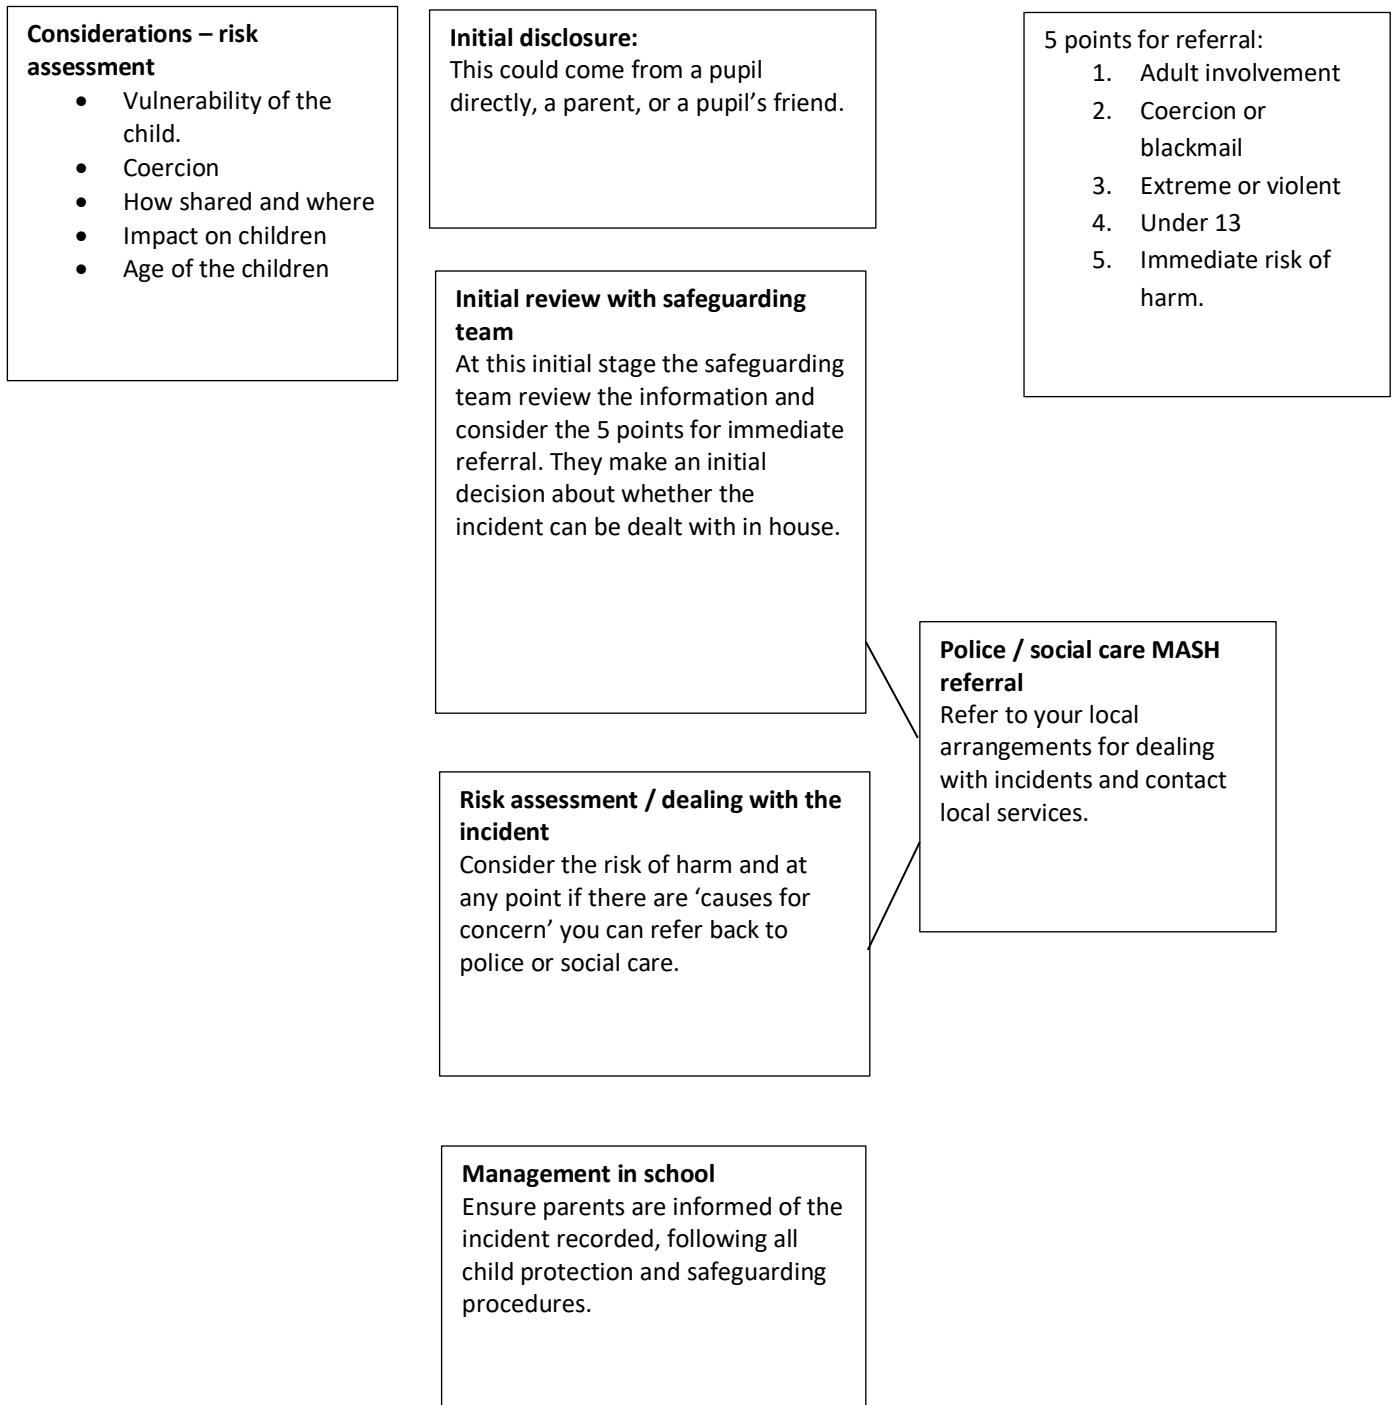 Considerations – risk
assessment
• Vulnerability of the
child.
• Coercion
• How shared and where
• Impact on children
• Age of the children
Initial disclosure:
This could come from a pupil
directly, a parent, or a pupil’s friend.
5 points for referral:
1. Adult involvement
2. Coercion or
blackmail
3. Extreme or violent
4. Under 13
5. Immediate risk of
harm.
Initial review with safeguarding
team
At this initial stage the safeguarding
team review the information and
consider the 5 points for immediate
referral. They make an initial
decision about whether the
incident can be dealt with in house.
Police / social care MASH
referral
Refer to your local
arrangements for dealing
with incidents and contact
local services.
Risk assessment / dealing with the
incident
Consider the risk of harm and at
any point if there are ‘causes for
concern’ you can refer back to
police or social care.
Management in school
Ensure parents are informed of the
incident recorded, following all
child protection and safeguarding
procedures.